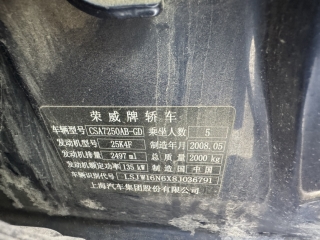 荣威牌轿车
车辆型号 CSA7250AB-GD 乘坐人数 5
发动机型号 25K4F 制造年月 2008.05
发动机排量 2497 ml 总质量 2000 kg
发动机额定功率 135 kW 制造国 中国
车辆识别代号 LSJW16N6X8J036791
上海汽车集团股份有限公司